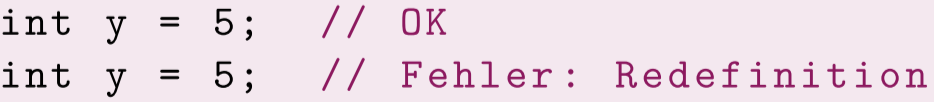 int y = 5;  // OK
int y = 5;  // Fehler: Redefinition